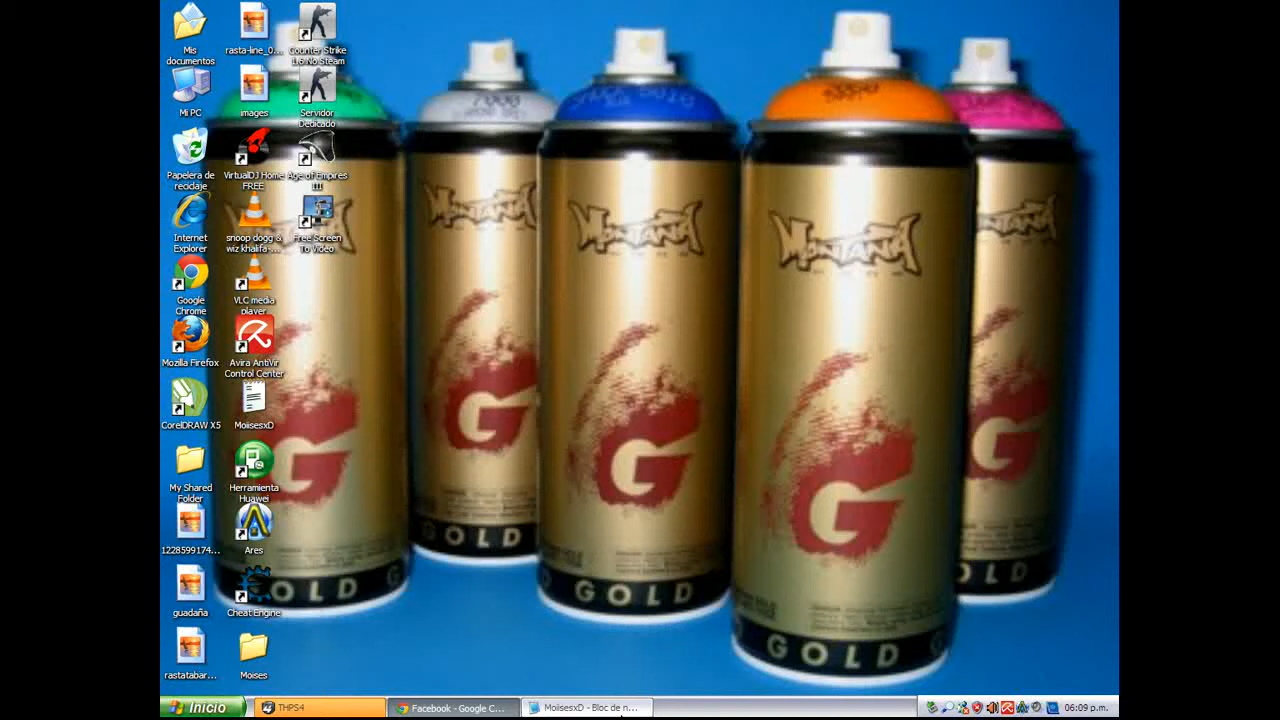 Mis
documentos
rasta-line_0...
Counter Strike
1.6 No Steam
Mi PC
images
Servidor
Dedicado
Papelera de
reciclaje
VirtualDJ Home
FREE
Age of Empires
III
Internet
Explorer
snoop dogg &
wiz khalifa-...
Free Screen
To Video
Google
Chrome
VLC media
player
Mozilla Firefox
Avira AntiVir
Control Center
CorelDRAW X5
MoiisesxD
My Shared
Folder
Herramienta
Huawei
1228599174...
Ares
guadaña
Cheat Engine
rastatabar...
Moises
MONTANA
MONTANA
MONTANA
MONTANA
G
G
G
G
G
GOLD
GOLD
GOLD
GOLD
OLD
Inicio
THPS4
Facebook - Google C...
MoiisesxD - Bloc de n...
06:09 p.m.